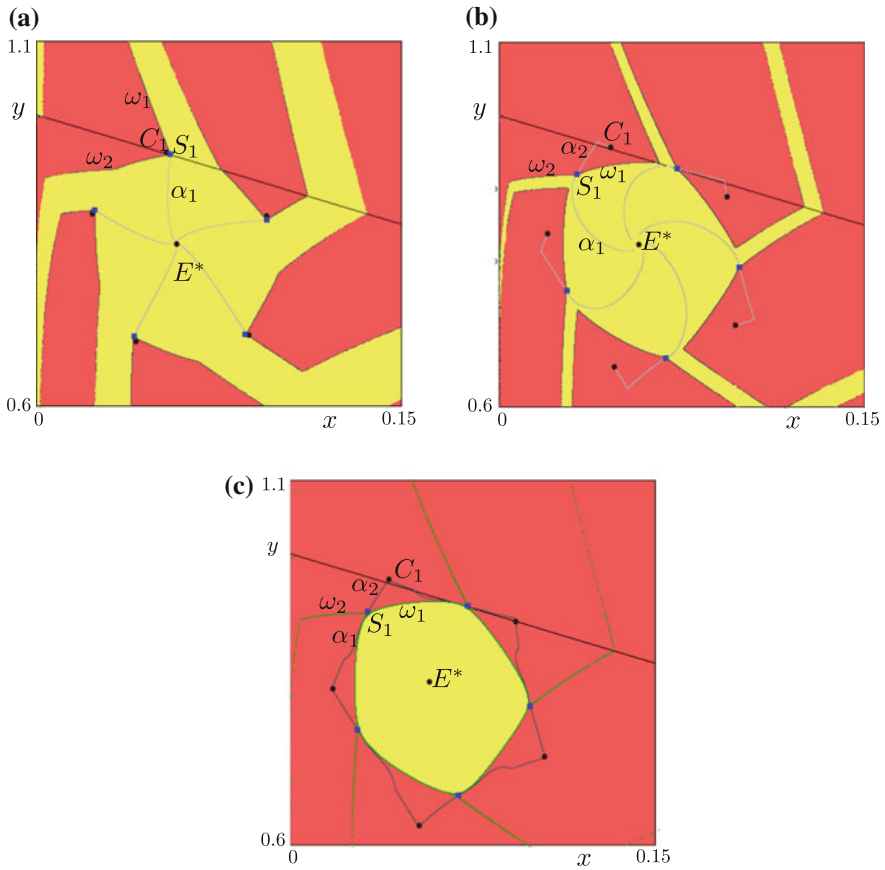 (a)
1.1
y
ω₁
C₁ S₁
ω₂
α₁
E*
0.6
0
x
0.15
(b)
1.1
y
C₁
α₂
ω₂
ω₁
S₁
α₁
E*
0.6
0
x
0.15
(c)
1.1
y
C₁
α₂
ω₂
ω₁
S₁
α₁
E*
0.6
0
x
0.15